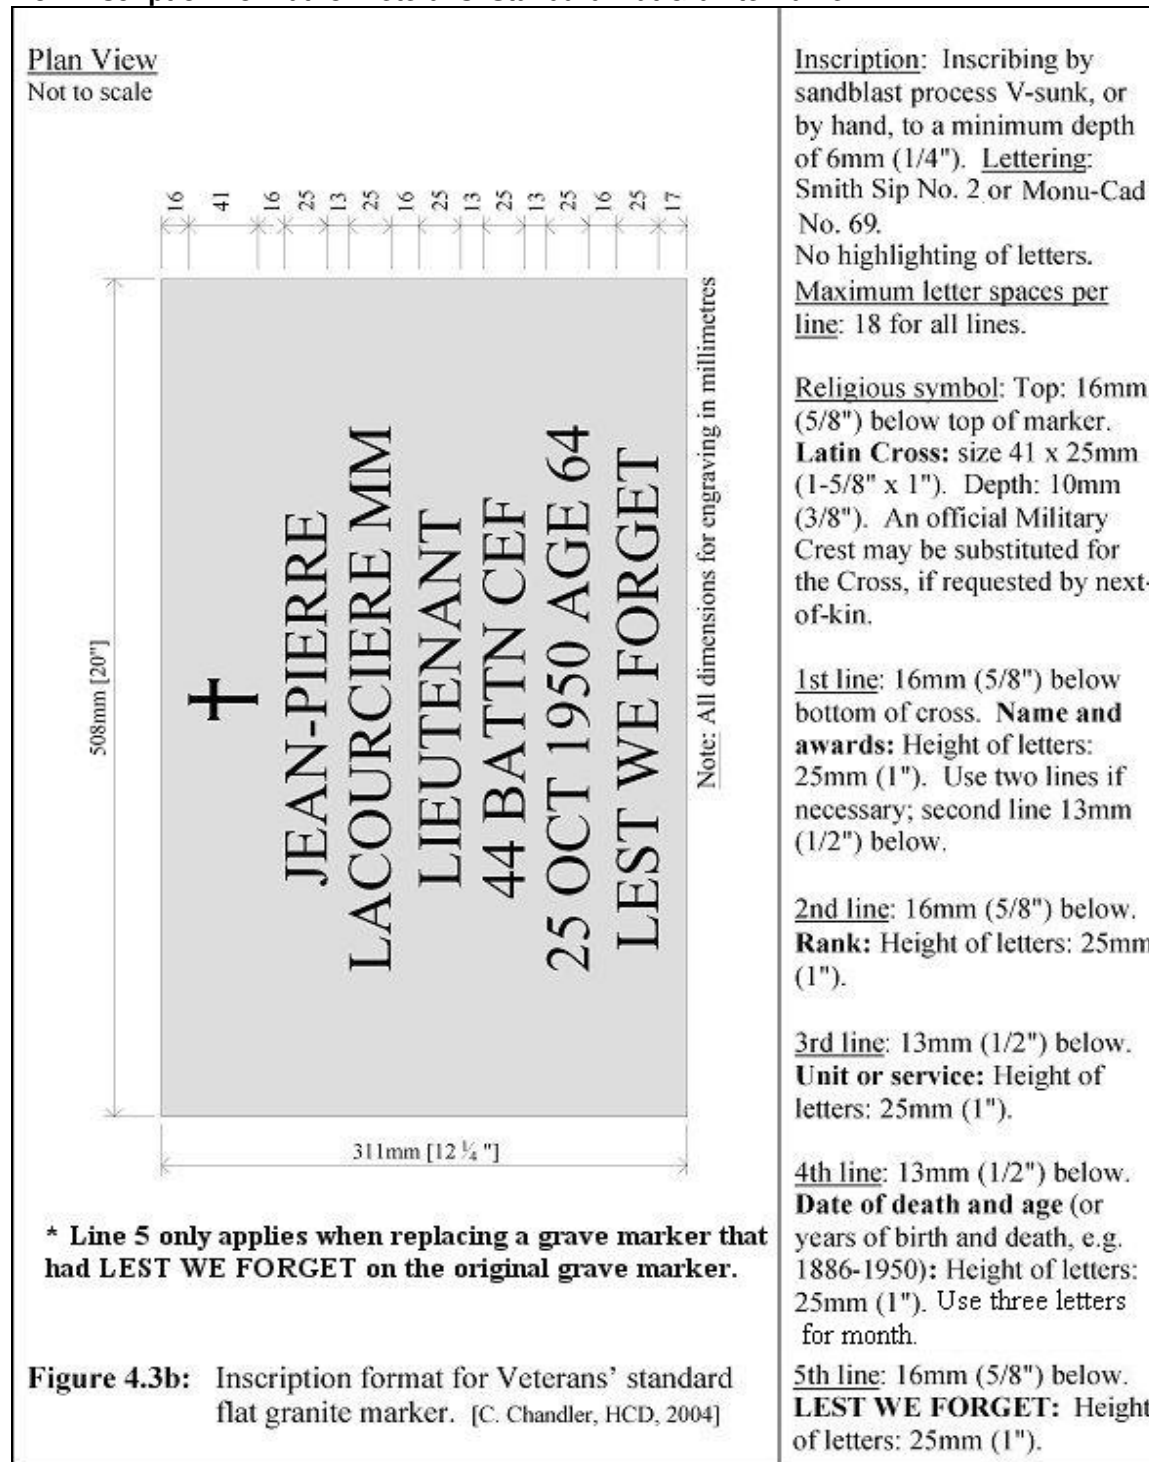 Plan View
Not to scale
16 41 16 25 13 25 16 25 13 25 13 25 16 25 17
508mm [20"]
JEAN-PIERRE
LACOURCIERE MM
LIEUTENANT
44 BATTN CEF
25 OCT 1950 AGE 64
LEST WE FORGET
Note: All dimensions for engraving in millimetres
311mm [12 ¼ "]
* Line 5 only applies when replacing a grave marker that
had LEST WE FORGET on the original grave marker.
Figure 4.3b: Inscription format for Veterans’ standard
flat granite marker. [C. Chandler, HCD, 2004]
Inscription: Inscribing by
sandblast process V-sunk, or
by hand, to a minimum depth
of 6mm (1/4"). Lettering:
Smith Sip No. 2 or Monu-Cad
No. 69.
No highlighting of letters.
Maximum letter spaces per
line: 18 for all lines.
Religious symbol: Top: 16mm
(5/8") below top of marker.
Latin Cross: size 41 x 25mm
(1-5/8" x 1"). Depth: 10mm
(3/8"). An official Military
Crest may be substituted for
the Cross, if requested by next-
of-kin.
1st line: 16mm (5/8") below
bottom of cross. Name and
awards: Height of letters:
25mm (1"). Use two lines if
necessary; second line 13mm
(1/2") below.
2nd line: 16mm (5/8") below.
Rank: Height of letters: 25mm
(1").
3rd line: 13mm (1/2") below.
Unit or service: Height of
letters: 25mm (1").
4th line: 13mm (1/2") below.
Date of death and age (or
years of birth and death, e.g.
1886-1950): Height of letters:
25mm (1"). Use three letters
for month.
5th line: 16mm (5/8") below.
LEST WE FORGET: Height
of letters: 25mm (1").